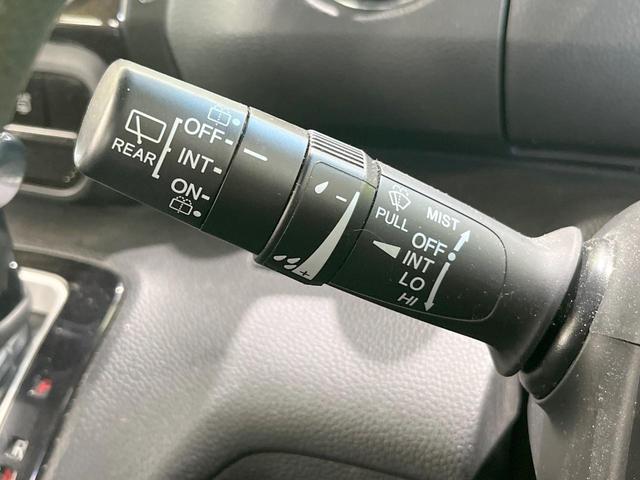 REAR
OFF
INT
ON
- +
PULL
MIST
OFF
INT
LO
HI
R